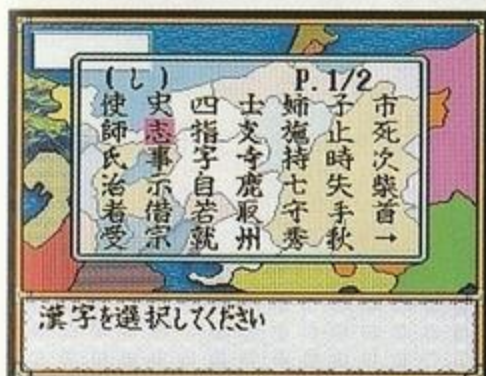 (し) P.1/2
使史四士姉子市
師志指支施止死
氏事字寺持時次
治示自鹿七失柴
者借若取守手首
受宗就州秀秋→
漢字を選択してください